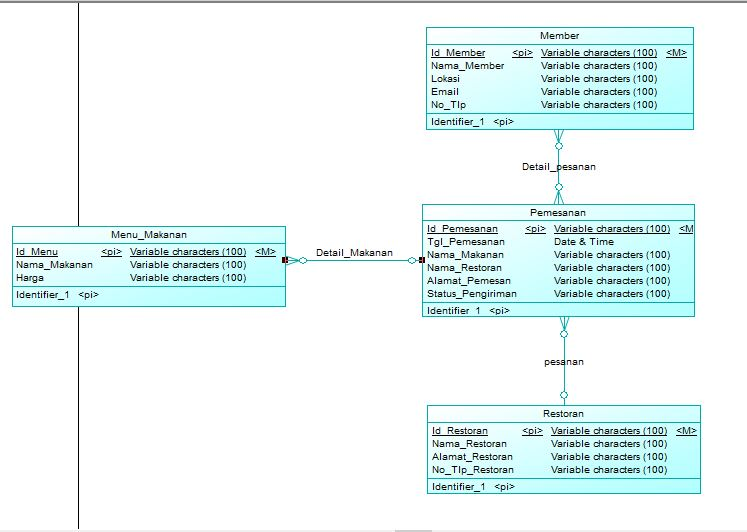 Member
Id_Member <pi> Variable characters (100) <M>
Nama_Member Variable characters (100)
Lokasi Variable characters (100)
Email Variable characters (100)
No_Tlp Variable characters (100)
Identifier_1 <pi>
Detail_pesanan
Pemesanan
Id_Pemesanan <pi> Variable characters (100) <M
Tgl_Pemesanan Date & Time
Nama_Makanan Variable characters (100)
Nama_Restoran Variable characters (100)
Alamat_Pemesan Variable characters (100)
Status_Pengiriman Variable characters (100)
Identifier_1 <pi>
Menu_Makanan
Id_Menu <pi> Variable characters (100) <M>
Nama_Makanan Variable characters (100)
Harga Variable characters (100)
Identifier_1 <pi>
Detail_Makanan
pesanan
Restoran
Id_Restoran <pi> Variable characters (100) <M>
Nama_Restoran Variable characters (100)
Alamat_Restoran Variable characters (100)
No_Tlp_Restoran Variable characters (100)
Identifier_1 <pi>